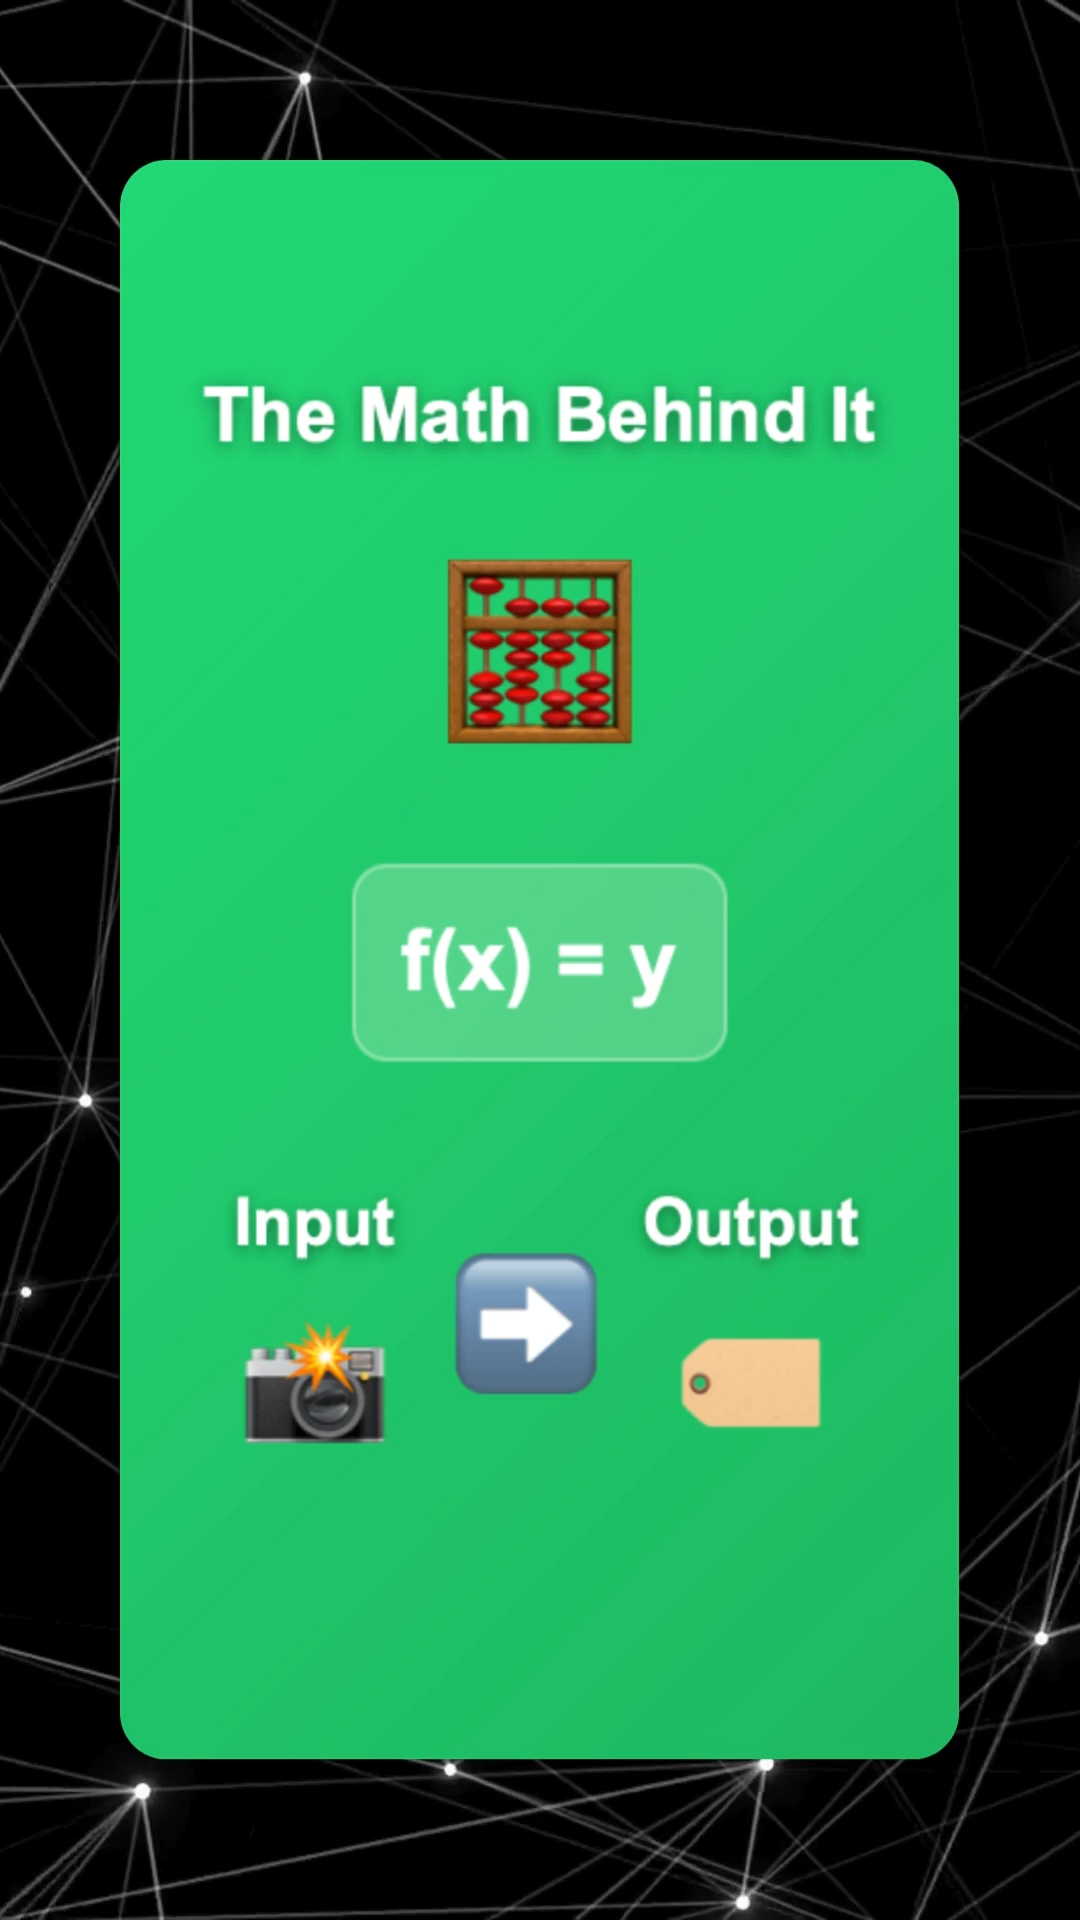 The Math Behind It
f(x) = y
Input
Output